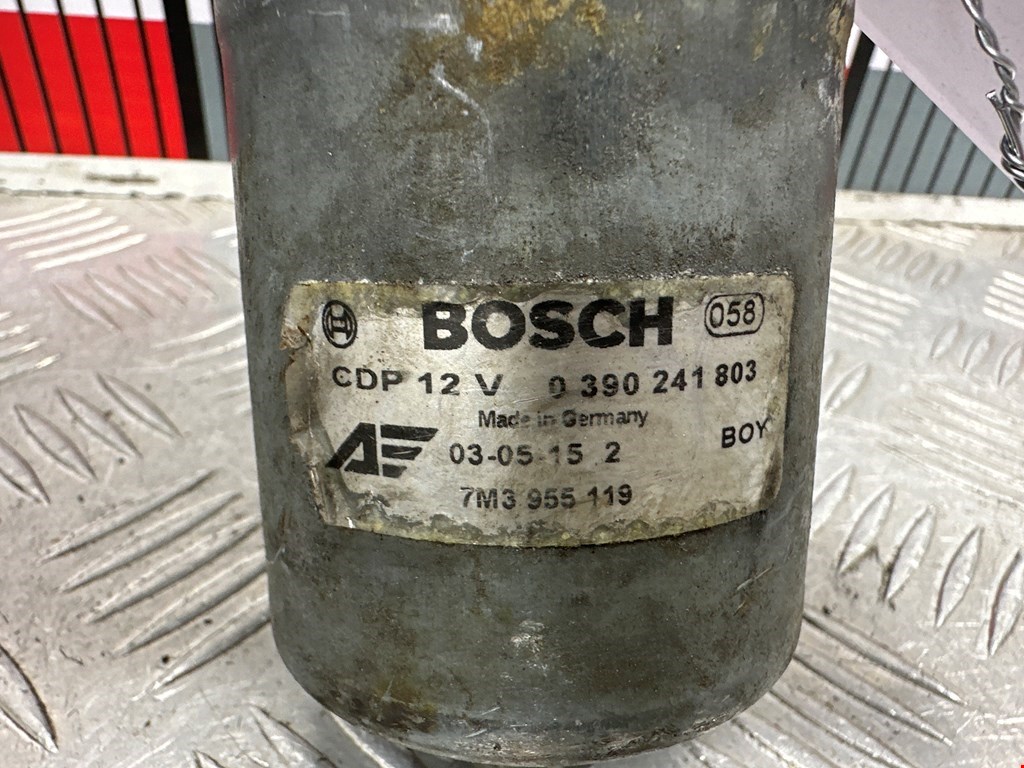 BOSCH 058
CDP 12 V 0 390 241 803
Made in Germany
03-05 15 2 BOY
7M3 955 119